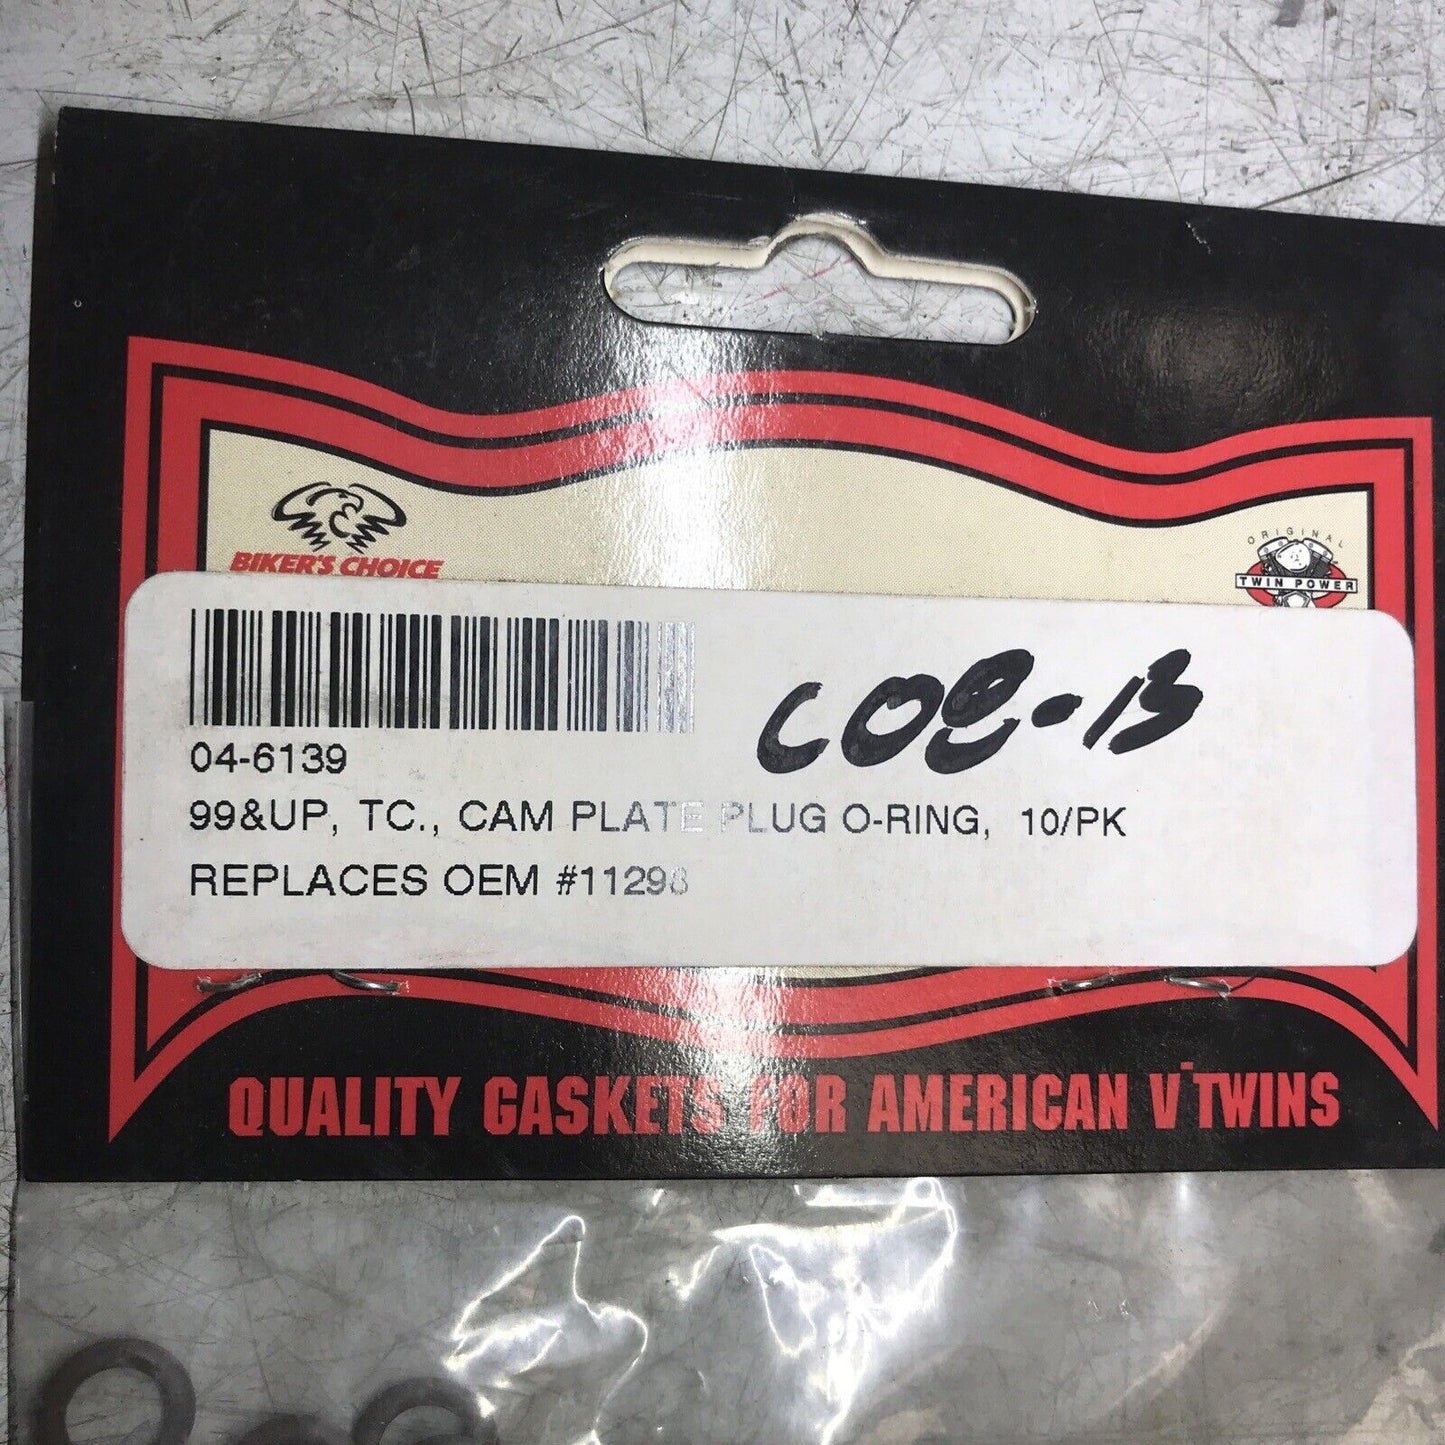 BIKER'S CHOICE
ORIGINAL
TWIN POWER
C08-13
04-6139
99&UP, TC., CAM PLATE PLUG O-RING, 10/PK
REPLACES OEM #11298
QUALITY GASKETS FOR AMERICAN V-TWINS